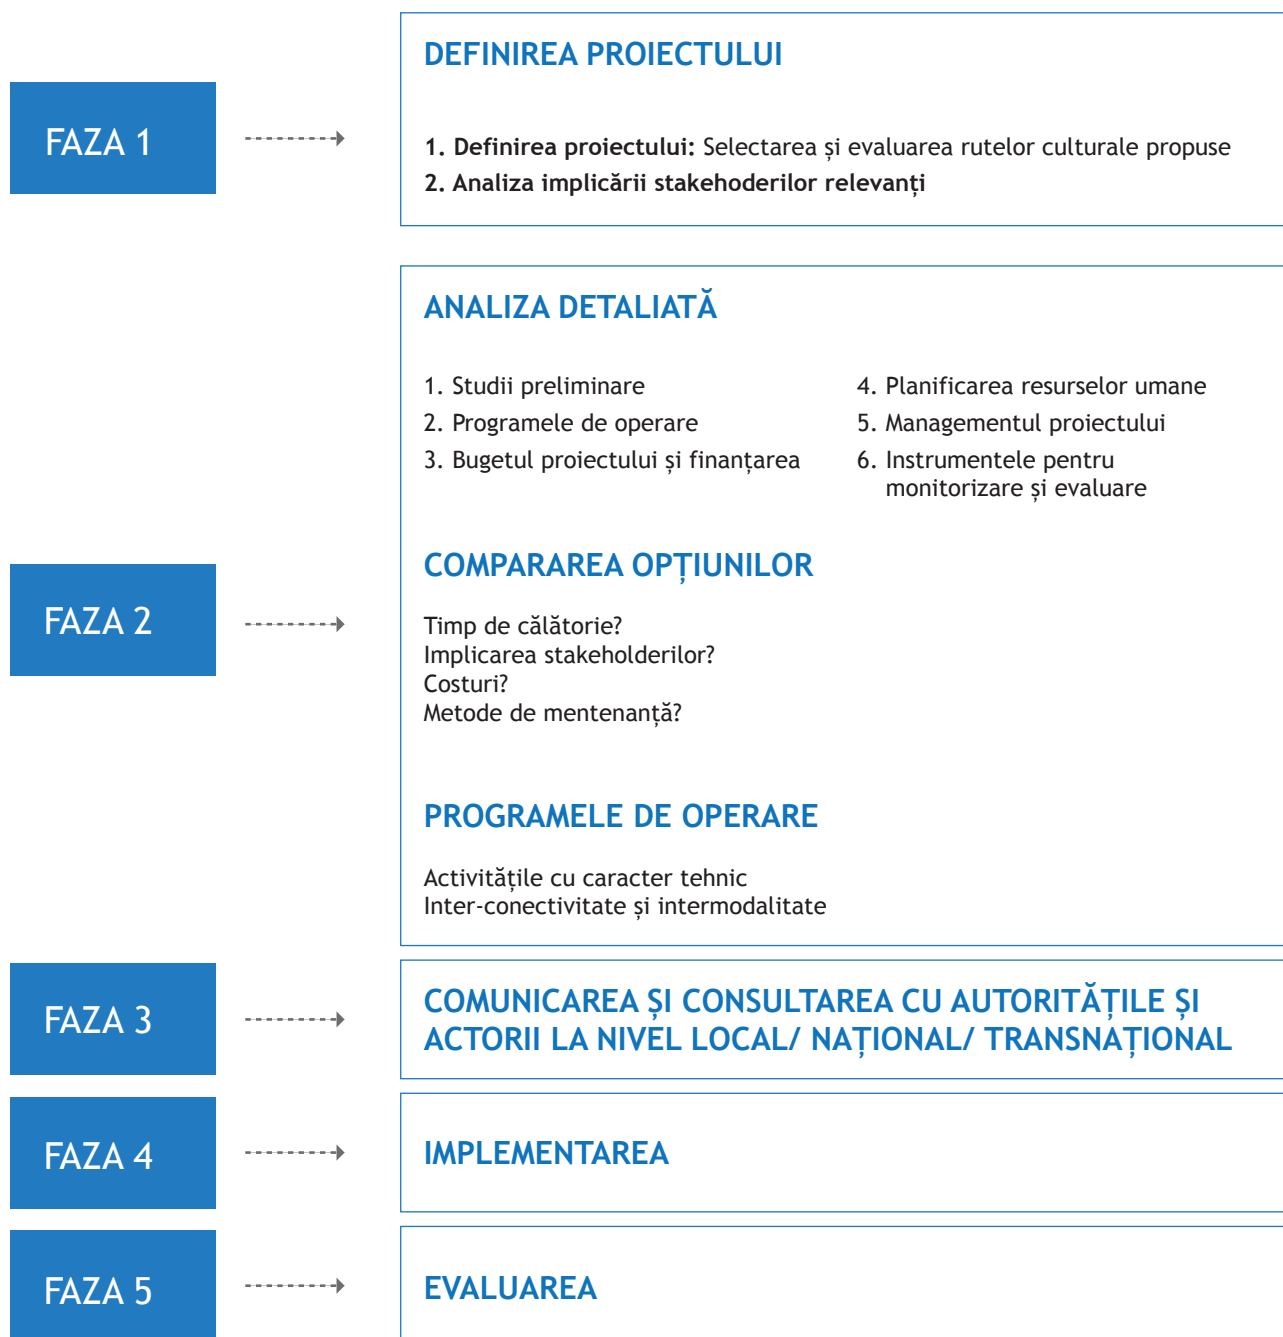 FAZA 1
DEFINIREA PROIECTULUI
1. Definirea proiectului: Selectarea și evaluarea rutelor culturale propuse
2. Analiza implicării stakehoderilor relevanți
FAZA 2
ANALIZA DETALIATĂ
1. Studii preliminare
2. Programele de operare
3. Bugetul proiectului și finanțarea
4. Planificarea resurselor umane
5. Managementul proiectului
6. Instrumentele pentru
monitorizare și evaluare
COMPARAREA OPȚIUNILOR
Timp de călătorie?
Implicarea stakeholderilor?
Costuri?
Metode de mentenanță?
PROGRAMELE DE OPERARE
Activitățile cu caracter tehnic
Inter-conectivitate și intermodalitate
FAZA 3
COMUNICAREA ȘI CONSULTAREA CU AUTORITĂȚILE ȘI
ACTORII LA NIVEL LOCAL/ NAȚIONAL/ TRANSNAȚIONAL
FAZA 4
IMPLEMENTAREA
FAZA 5
EVALUAREA